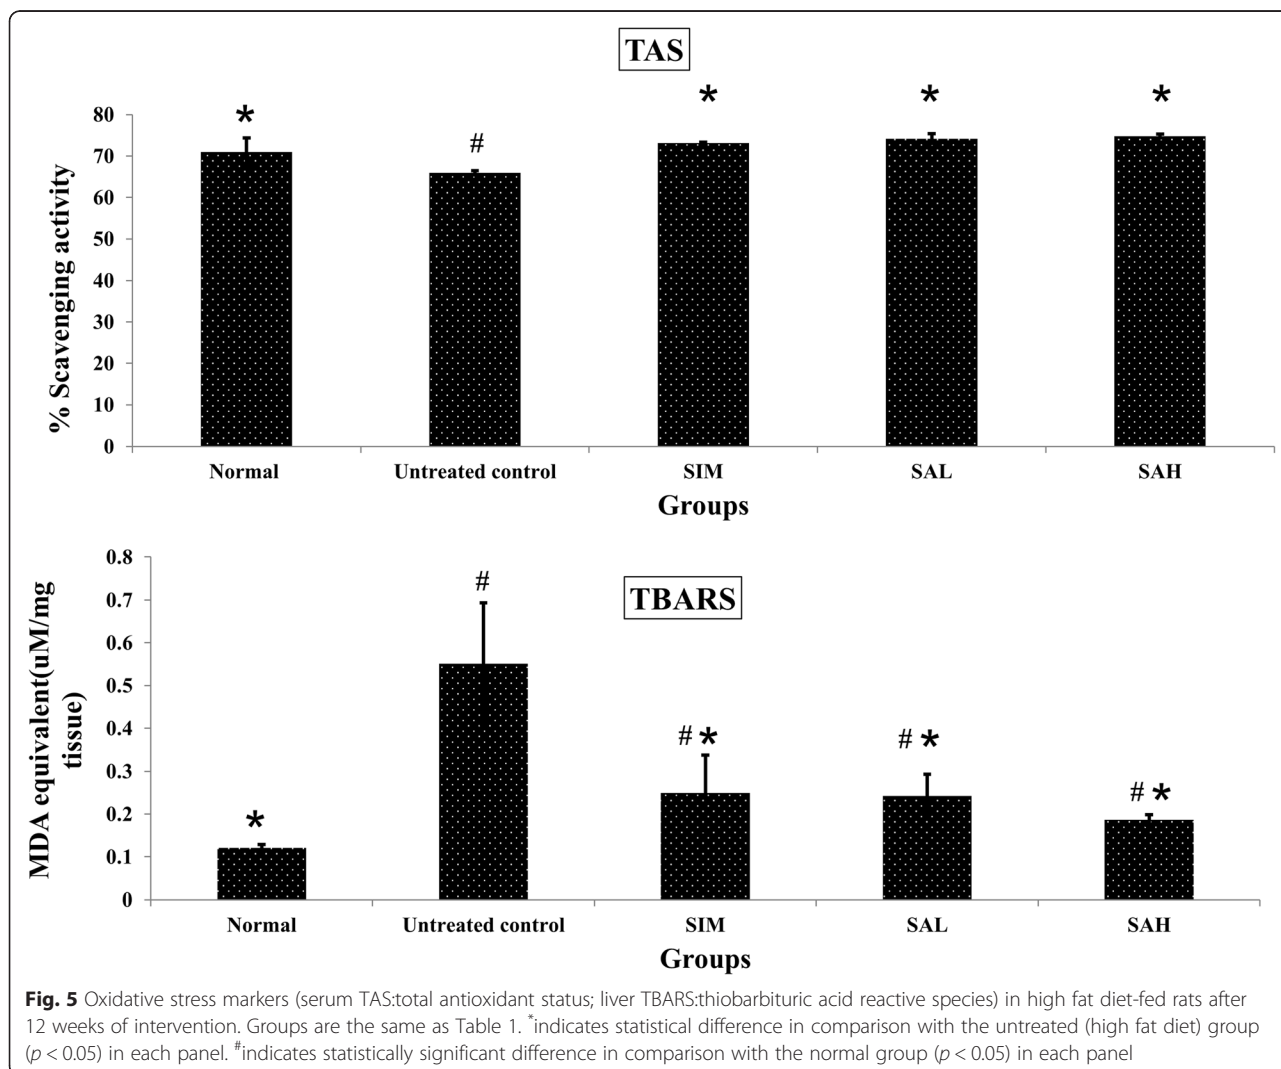 TAS
% Scavenging activity
80
70
60
50
40
30
20
10
0
* # * * *
Normal Untreated control SIM SAL SAH
Groups
TBARS
MDA equivalent(uM/mg
tissue)
0.8
0.7
0.6
0.5
0.4
0.3
0.2
0.1
0
* # #* #* #*
Normal Untreated control SIM SAL SAH
Groups
Fig. 5 Oxidative stress markers (serum TAS:total antioxidant status; liver TBARS:thiobarbituric acid reactive species) in high fat diet-fed rats after
12 weeks of intervention. Groups are the same as Table 1. *indicates statistical difference in comparison with the untreated (high fat diet) group
(p < 0.05) in each panel. #indicates statistically significant difference in comparison with the normal group (p < 0.05) in each panel